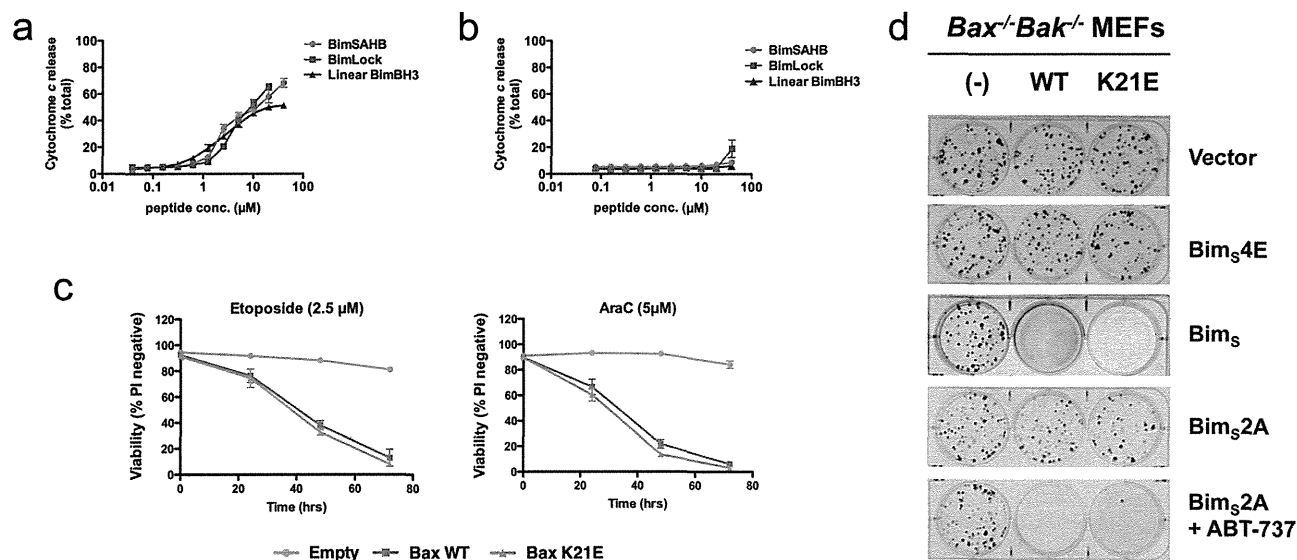 a
100
80
60
40
20
0
0.01
0.1
1
10
100
Cytochrome c release
(% total)
peptide conc. (μM)
BimSAHB
BimLock
Linear BimBH3
b
100
80
60
40
20
0
0.01
0.1
1
10
100
Cytochrome c release
(% total)
peptide conc. (μM)
BimSAHB
BimLock
Linear BimBH3
c
Etoposide (2.5 μM)
120
100
80
60
40
20
0
0
20
40
60
80
Viability (% PI negative)
Time (hrs)
AraC (5μM)
120
100
80
60
40
20
0
0
20
40
60
80
Viability (% PI negative)
Time (hrs)
Empty
Bax WT
Bax K21E
d
Bax-/-Bak-/- MEFs
(-) WT K21E
Vector
BimS4E
BimS
BimS2A
BimS2A
+ ABT-737